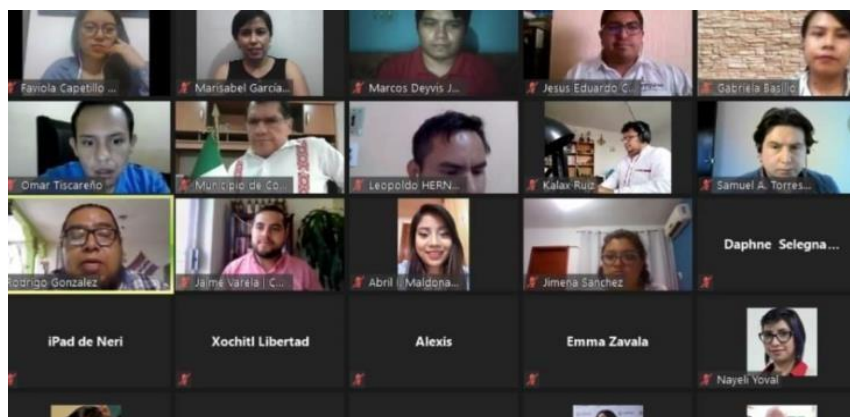 Faviola Capetillo ...
Marisabel García...
Marcos Deyvis J...
Jesus Eduardo C...
Gabriela Basilio
Omar Tiscareño
Municipio de Co...
Leopoldo HERN...
Kalax Ruiz
Samuel A. Torres...
Rodrigo Gonzalez
Jaime Varela | C...
Abril I. Maldona...
Jimena Sánchez
Daphne Selegna...
iPad de Neri
Xochitl Libertad
Alexis
Emma Zavala
Nayeli Yoval